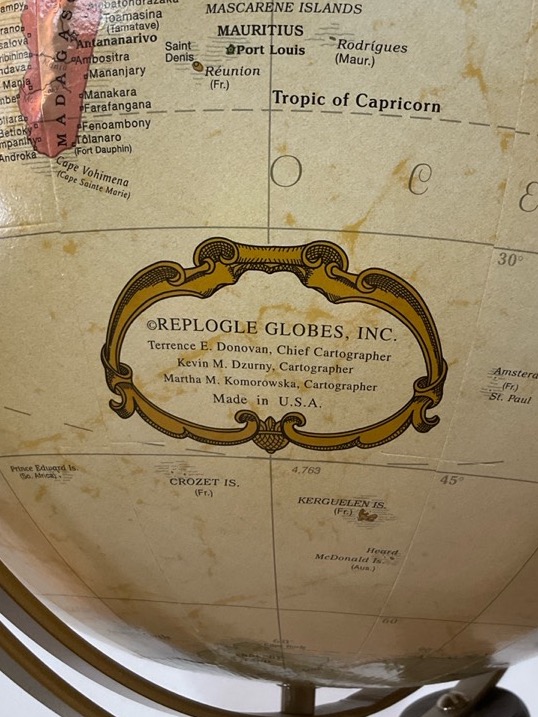 MASCARENE ISLANDS
(Tamatave)
MAURITIUS
Antananarivo
Saint
Denis
Port Louis
Rodrigues
(Maur.)
Ambositra
Réunion
(Fr.)
Mananjary
MADAGAS
Manakara
Farafangana
Tropic of Capricorn
Fenoambony
Tôlanaro
(Fort Dauphin)
Androka
Cape Vohimena
(Cape Sainte Marie)
O C E
30°
©REPLOGLE GLOBES, INC.
Terrence E. Donovan, Chief Cartographer
Kevin M. Dzurny, Cartographer
Martha M. Komorowska, Cartographer
Made in U.S.A.
Amsterd
(Fr.)
St. Paul
Prince Edward Is.
(So. Africa)
4,763
45°
CROZET IS.
(Fr.)
KERGUELEN IS.
(Fr.)
Heard
McDonald Is.
(Aus.)
60°